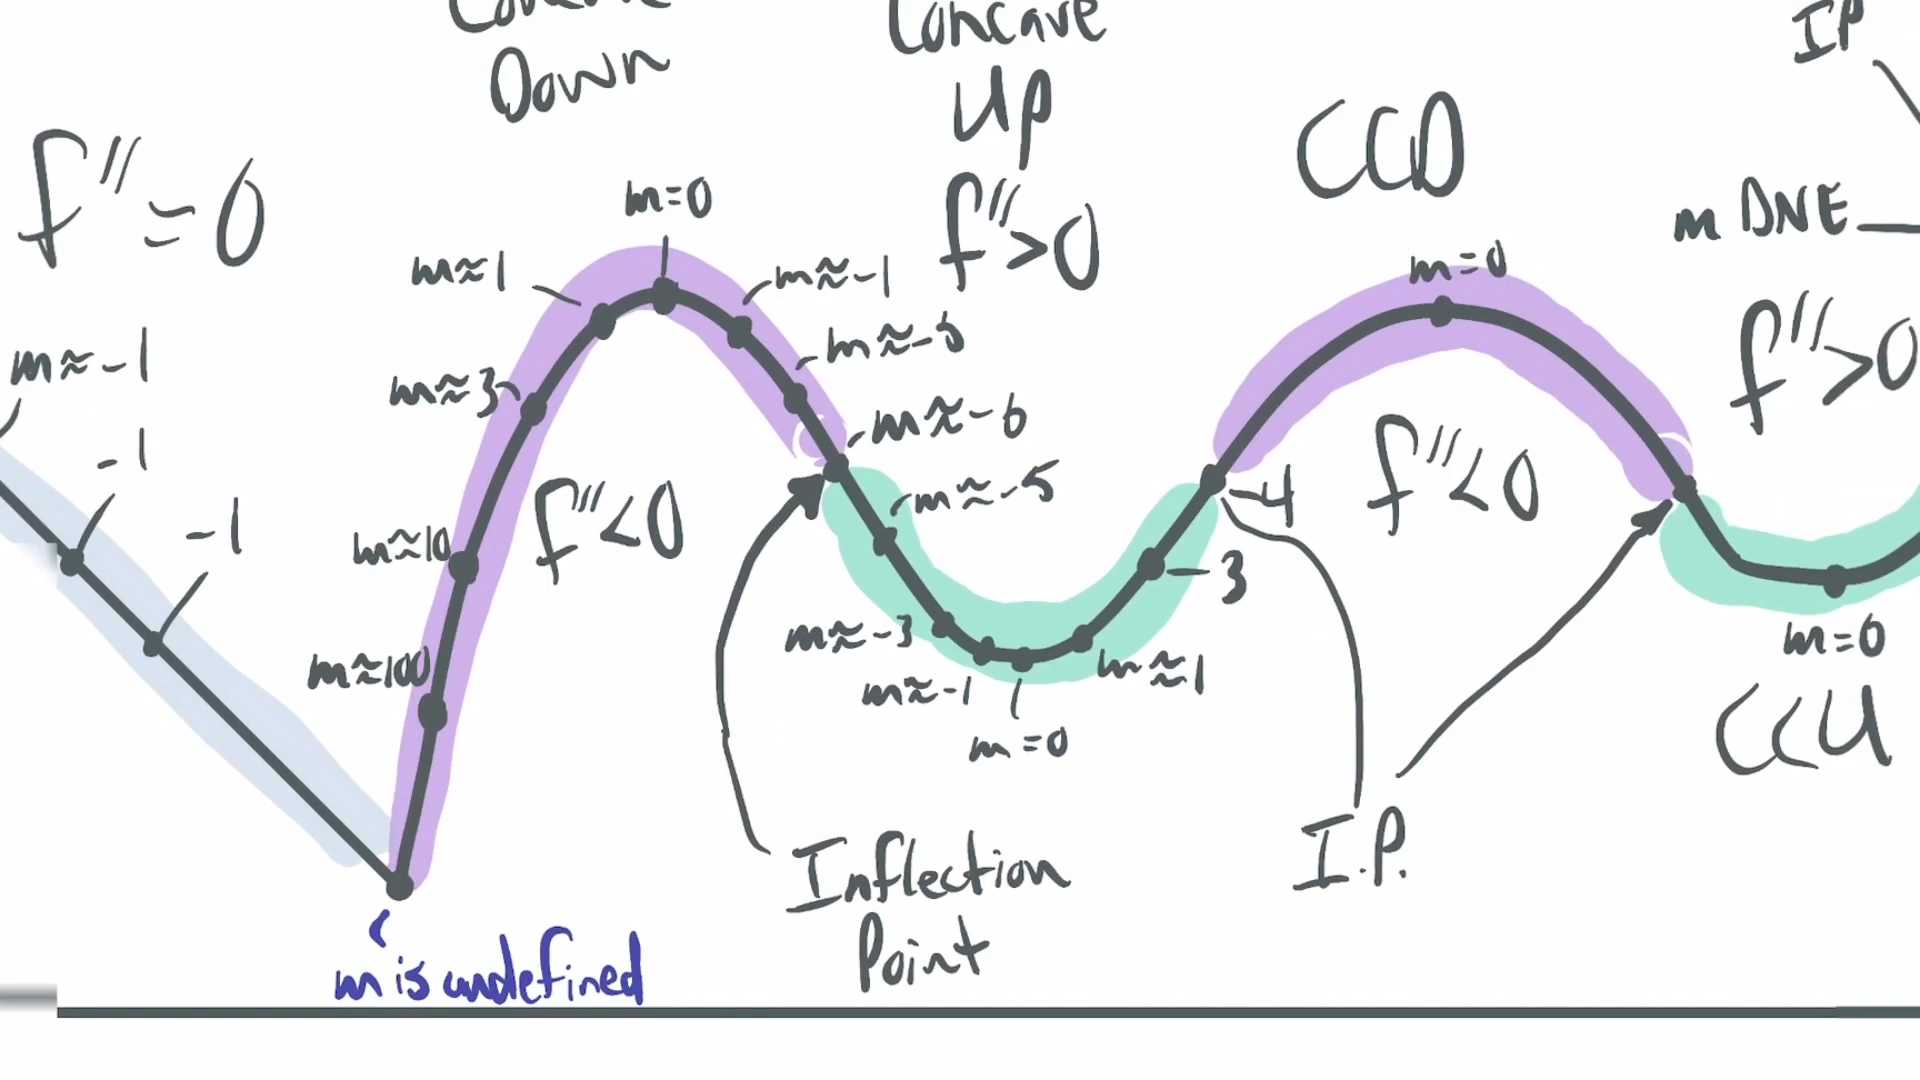 Down
Concave
Up
CCD
IP
f'' = 0
m=0
f''>0
m DNE
m≈1
m≈-1
m=0
f''>0
m≈-1
m≈3
m≈-6
-1
f''<0
m≈-5
-4
f''<0
-1
m≈10
3
m≈100
m≈-3
m≈-1
m≈1
m=0
m=0
CCU
Inflection
Point
I.P.
m is undefined